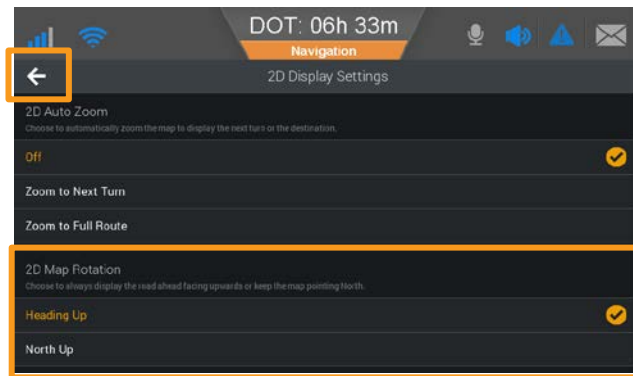 DOT: 06h 33m
Navigation
2D Display Settings
2D Auto Zoom
Choose to automatically zoom the map to display the next turn or the destination.
Off
Zoom to Next Turn
Zoom to Full Route
2D Map Rotation
Choose to always display the road ahead facing upwards or keep the map pointing North.
Heading Up
North Up